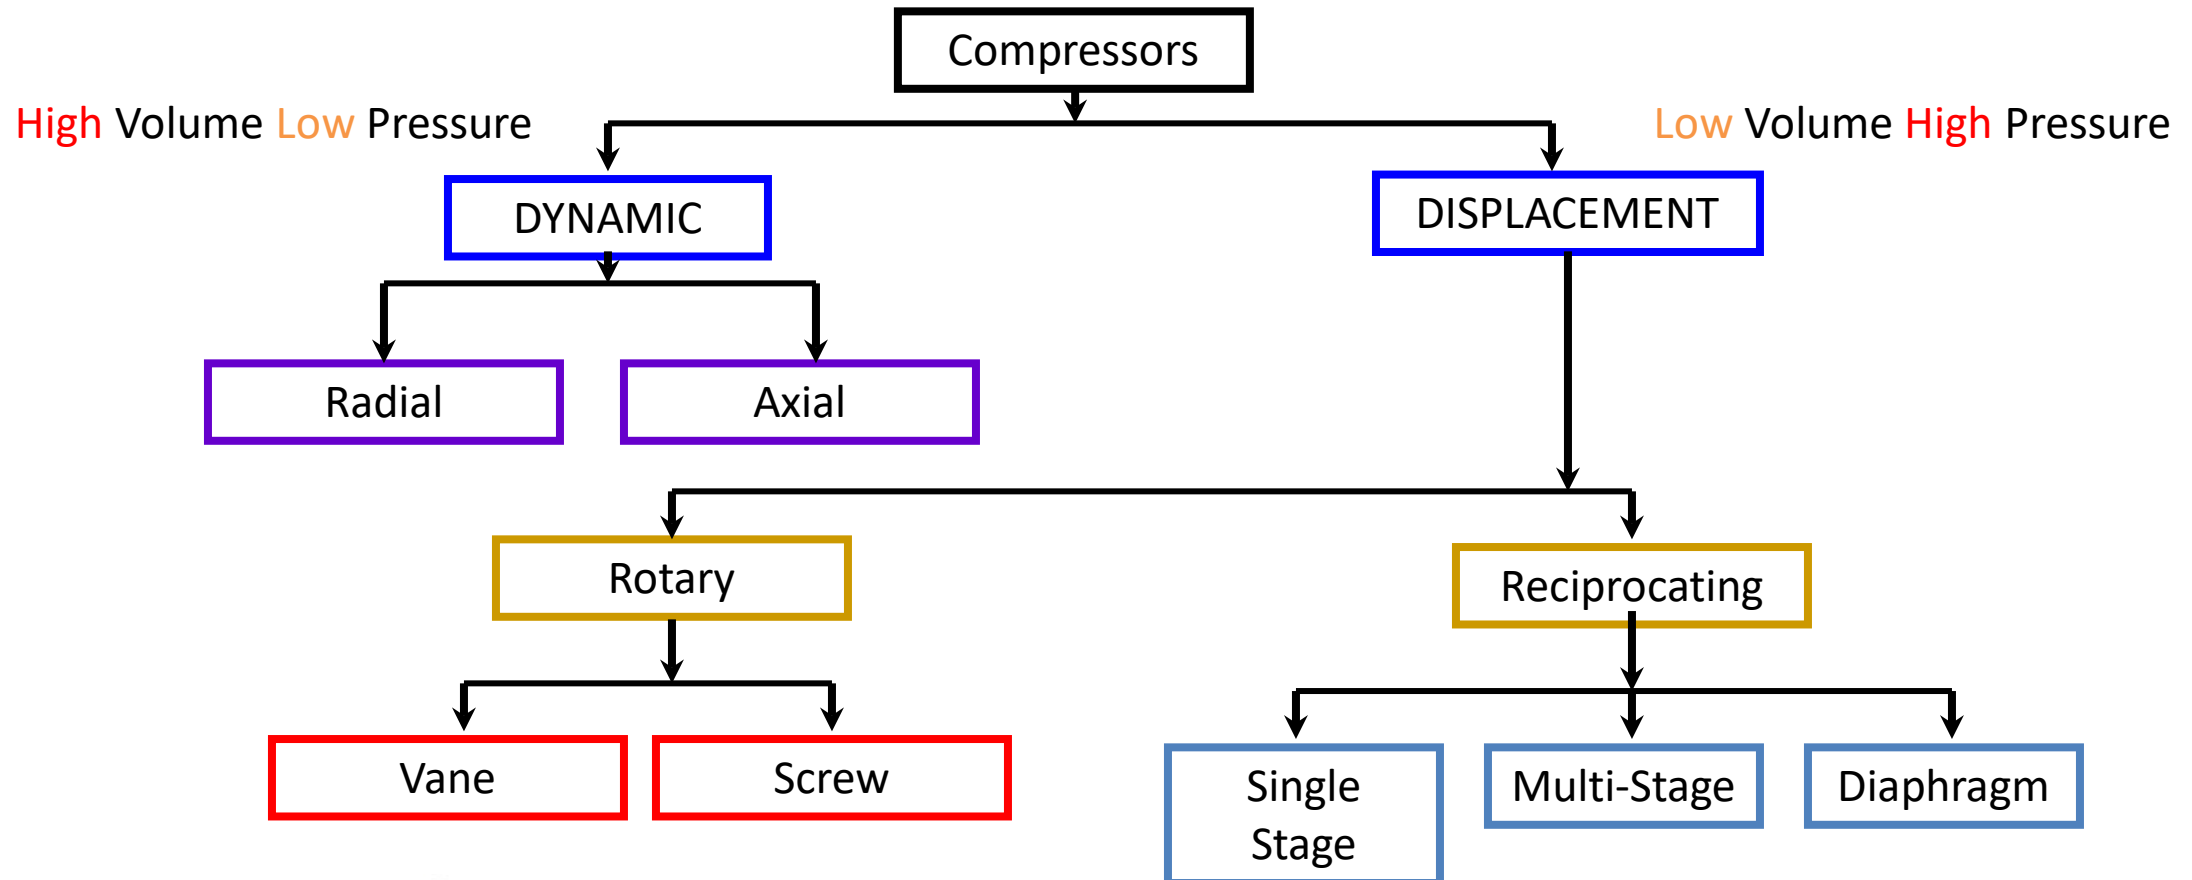 Compressors
High Volume Low Pressure
Low Volume High Pressure
DYNAMIC
DISPLACEMENT
Radial
Axial
Rotary
Reciprocating
Vane
Screw
Single
Stage
Multi-Stage
Diaphragm